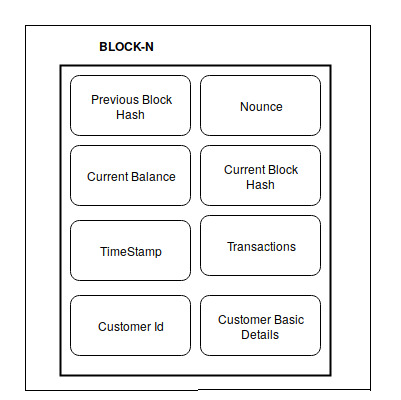 BLOCK-N
Previous Block
Hash
Nounce
Current Balance
Current Block
Hash
TimeStamp
Transactions
Customer Id
Customer Basic
Details